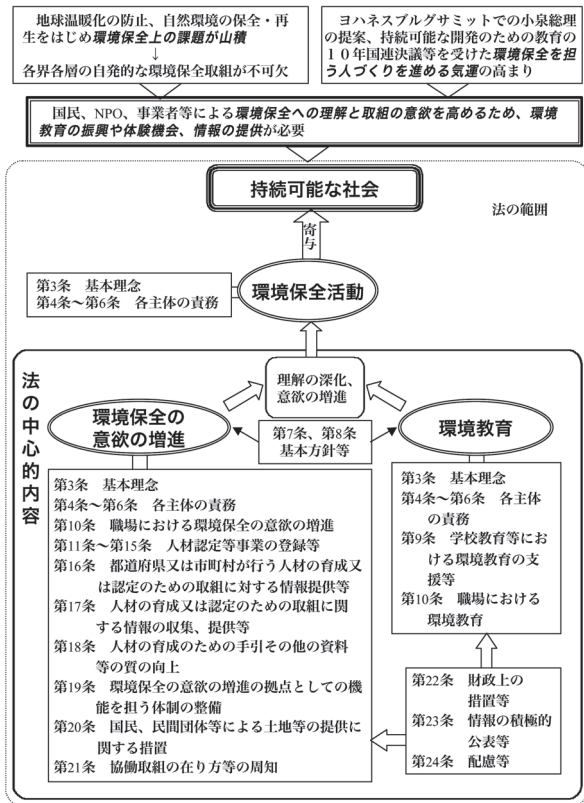 地球温暖化の防止、自然環境の保全・再
生をはじめ環境保全上の課題が山積
↓
各界各層の自発的な環境保全取組が不可欠
ヨハネスブルグサミットでの小泉総理
の提案、持続可能な開発のための教育の
１０年国連決議等を受けた環境保全を担
う人づくりを進める気運の高まり
国民、NPO、事業者等による環境保全への理解と取組の意欲を高めるため、環境
教育の振興や体験機会、情報の提供が必要
持続可能な社会
法の範囲
寄与
第3条　基本理念
第4条～第6条　各主体の責務
環境保全活動
法の中心的内容
理解の深化、
意欲の増進
環境保全の
意欲の増進
第7条、第8条
基本方針等
環境教育
第3条　基本理念
第4条～第6条　各主体の責務
第10条　職場における環境保全の意欲の増進
第11条～第15条　人材認定等事業の登録等
第16条　都道府県又は市町村が行う人材の育成又
は認定のための取組に対する情報提供等
第17条　人材の育成又は認定のための取組に関
する情報の収集、提供等
第18条　人材の育成のための手引その他の資料
等の質の向上
第19条　環境保全の意欲の増進の拠点としての機
能を担う体制の整備
第20条　国民、民間団体等による土地等の提供に
関する措置
第21条　協働取組の在り方等の周知
第3条　基本理念
第4条～第6条　各主体
の責務
第9条　学校教育等にお
ける環境教育の支
援等
第10条　職場における
環境教育
第22条　財政上の
措置等
第23条　情報の積極的
公表等
第24条　配慮等